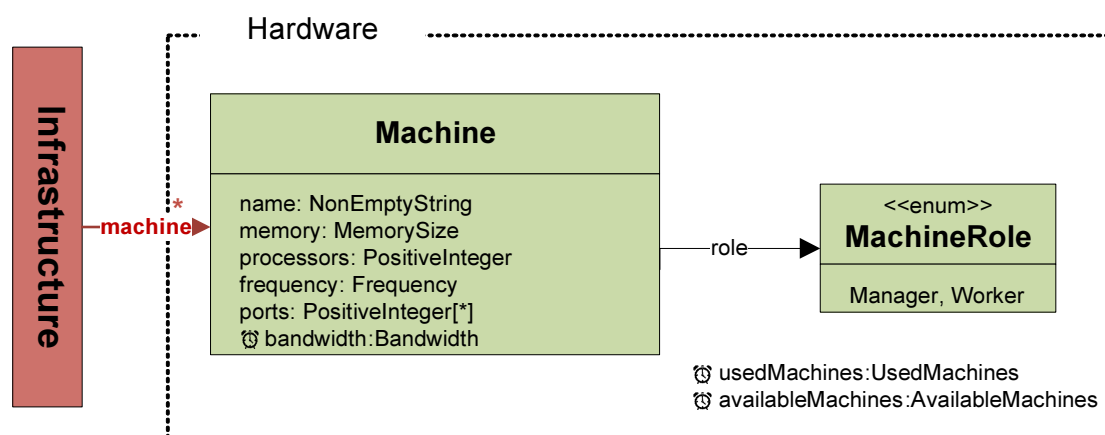 Hardware
Infrastructure
Machine
name: NonEmptyString
memory: MemorySize
processors: PositiveInteger
frequency: Frequency
ports: PositiveInteger[*]
bandwidth:Bandwidth
*
machine
role
<<enum>>
MachineRole
Manager, Worker
usedMachines:UsedMachines
availableMachines:AvailableMachines